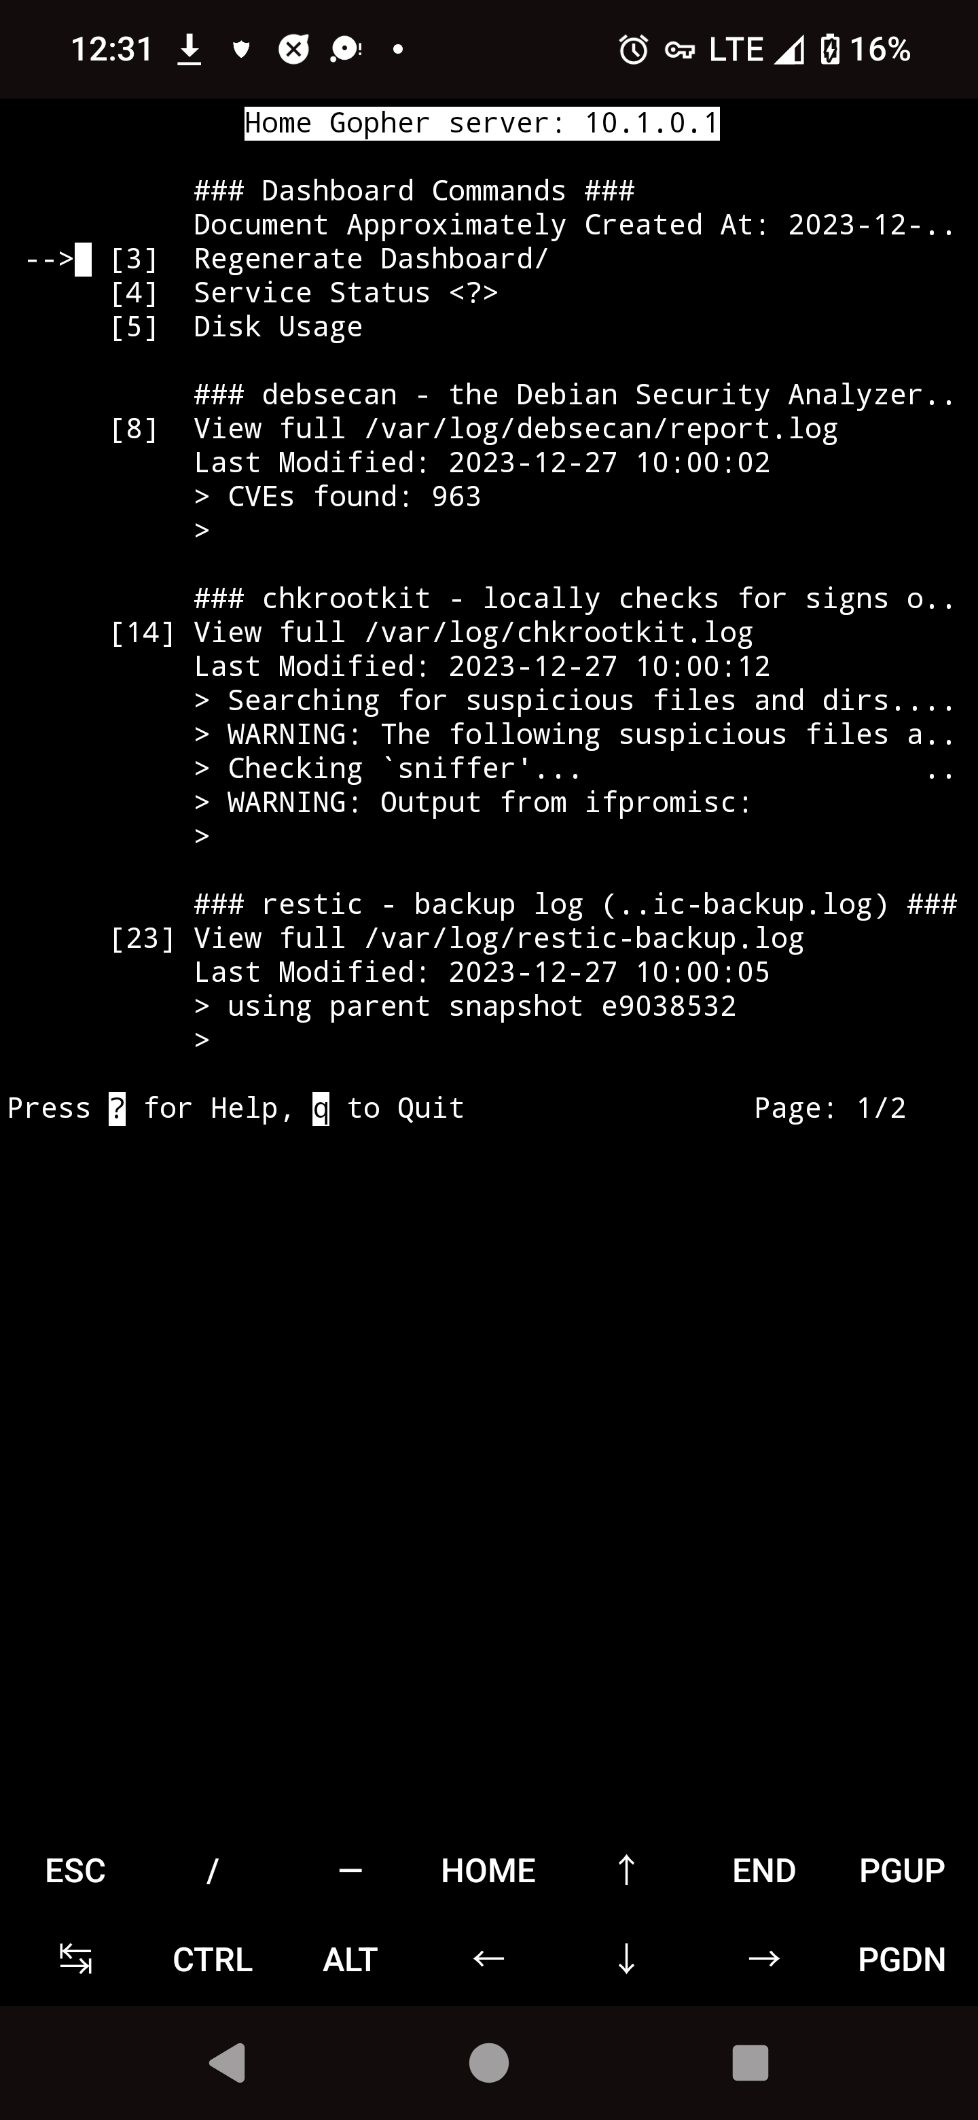 12:31 LTE 16%
Home Gopher server: 10.1.0.1
### Dashboard Commands ###
Document Approximately Created At: 2023-12-..
--> [3] Regenerate Dashboard/
[4] Service Status <?>
[5] Disk Usage
### debsecan - the Debian Security Analyzer..
[8] View full /var/log/debsecan/report.log
Last Modified: 2023-12-27 10:00:02
> CVEs found: 963
>
### chkrootkit - locally checks for signs o..
[14] View full /var/log/chkrootkit.log
Last Modified: 2023-12-27 10:00:12
> Searching for suspicious files and dirs....
> WARNING: The following suspicious files a..
> Checking `sniffer'... ..
> WARNING: Output from ifpromisc:
>
### restic - backup log (..ic-backup.log) ###
[23] View full /var/log/restic-backup.log
Last Modified: 2023-12-27 10:00:05
> using parent snapshot e9038532
>
Press ? for Help, q to Quit Page: 1/2
ESC / — HOME ↑ END PGUP
↹ CTRL ALT ← ↓ → PGDN